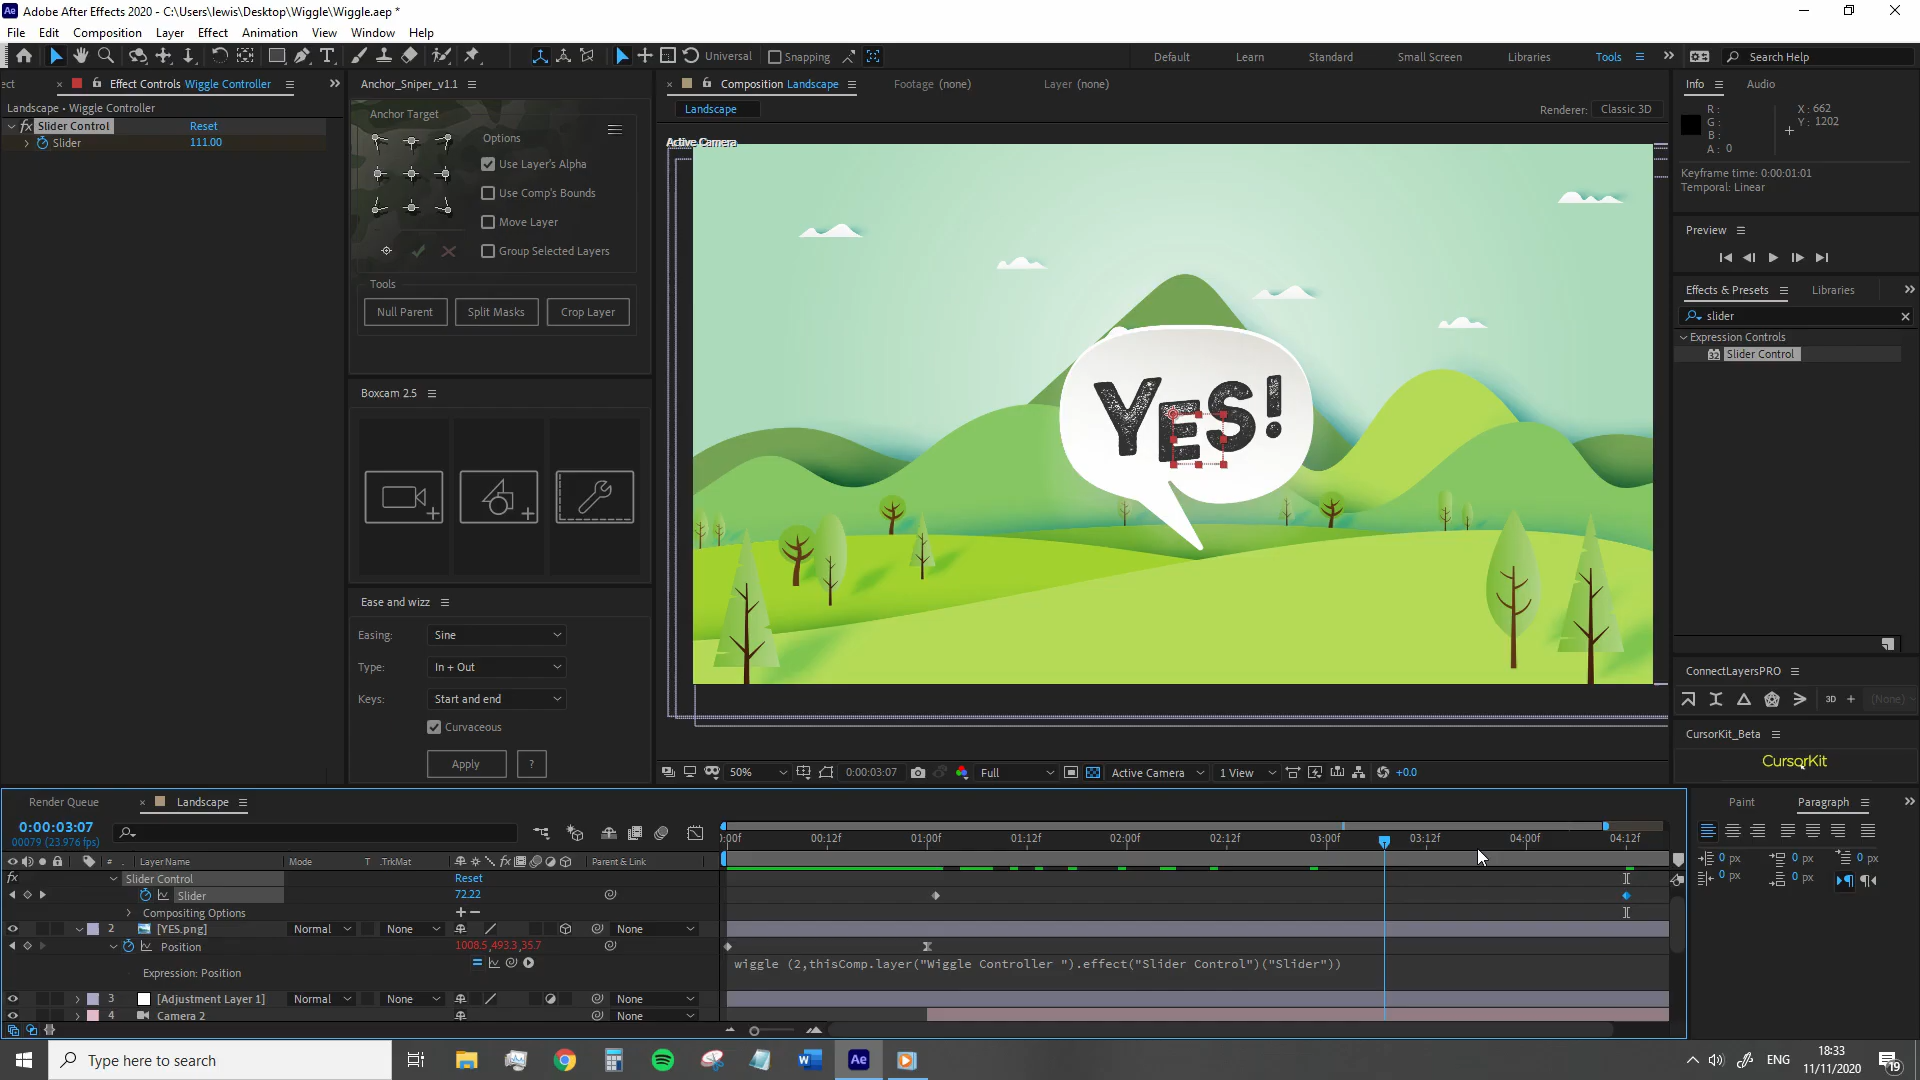 Adobe After Effects 2020 - C:\Users\lewis\Desktop\Wiggle\Wiggle.aep *
File Edit Composition Layer Effect Animation View Window Help
Universal Snapping Default Learn Standard Small Screen Libraries Tools Search Help
ect Effect Controls Wiggle Controller
Landscape • Wiggle Controller
fx Slider Control Reset
Slider 111.00
Anchor_Sniper_v1.1
Anchor Target
Options
Use Layer's Alpha
Use Comp's Bounds
Move Layer
Group Selected Layers
Tools
Null Parent Split Masks Crop Layer
Boxcam 2.5
Ease and wizz
Easing: Sine
Type: In + Out
Keys: Start and end
Curvaceous
Apply ?
Composition Landscape Footage (none) Layer (none)
Landscape Renderer: Classic 3D
Active Camera
YES!
50% 0:00:03:07 Full Active Camera 1 View +0.0
Info Audio
R : X : 662
G : Y : 1202
B :
A : 0
Keyframe time: 0:00:01:01
Temporal: Linear
Preview
Effects & Presets Libraries
slider
Expression Controls
32 Slider Control
ConnectLayersPRO
3D + (None)
CursorKit_Beta
CursorKit
Render Queue Landscape
0:00:03:07
00079 (23.976 fps)
:00f 00:12f 01:00f 01:12f 02:00f 02:12f 03:00f 03:12f 04:00f 04:12f
# Layer Name Mode T .TrkMat Parent & Link
fx Slider Control Reset
Slider 72.22
Compositing Options + –
2 [YES.png] Normal None None
Position 1008.5,493.3,35.7
Expression: Position
wiggle (2,thisComp.layer("Wiggle Controller ").effect("Slider Control")("Slider"))
3 [Adjustment Layer 1] Normal None None
4 Camera 2 None
Paint Paragraph
0 px 0 px 0 px
0 px 0 px
Type here to search
ENG
18:33
11/11/2020
19